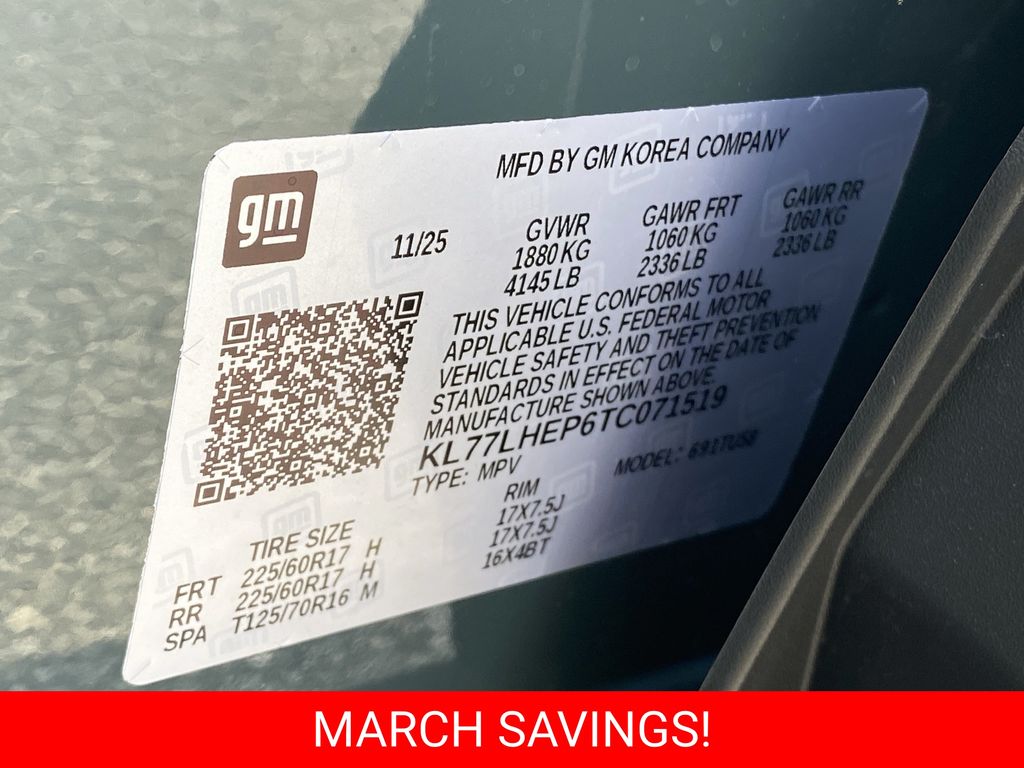 MFD BY GM KOREA COMPANY
gm
11/25
GVWR
1880 KG
4145 LB
GAWR FRT
1060 KG
2336 LB
GAWR RR
1060 KG
2336 LB
THIS VEHICLE CONFORMS TO ALL
APPLICABLE U.S. FEDERAL MOTOR
VEHICLE SAFETY AND THEFT PREVENTION
STANDARDS IN EFFECT ON THE DATE OF
MANUFACTURE SHOWN ABOVE.
KL77LHEP6TC071519
TYPE: MPV
MODEL: 691TUSB
TIRE SIZE
RIM
FRT 225/60R17 H 17X7.5J
RR 225/60R17 H 17X7.5J
SPA T125/70R16 M 16X4BT
MARCH SAVINGS!